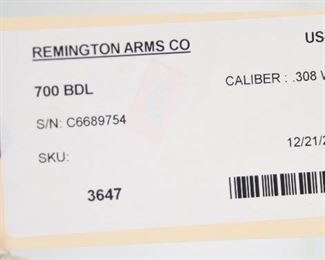 REMINGTON ARMS CO
US
700 BDL
CALIBER : .308 W
S/N: C6689754
SKU:
12/21/2
3647